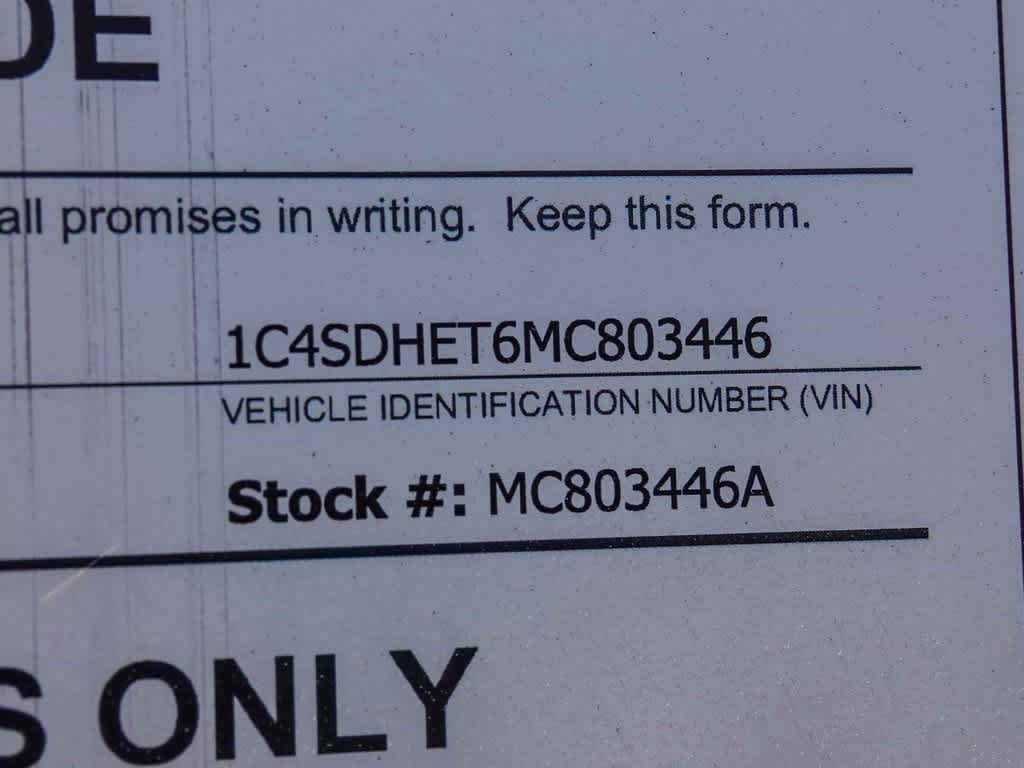 DE
all promises in writing. Keep this form.
1C4SDHET6MC803446
VEHICLE IDENTIFICATION NUMBER (VIN)
Stock #: MC803446A
S ONLY